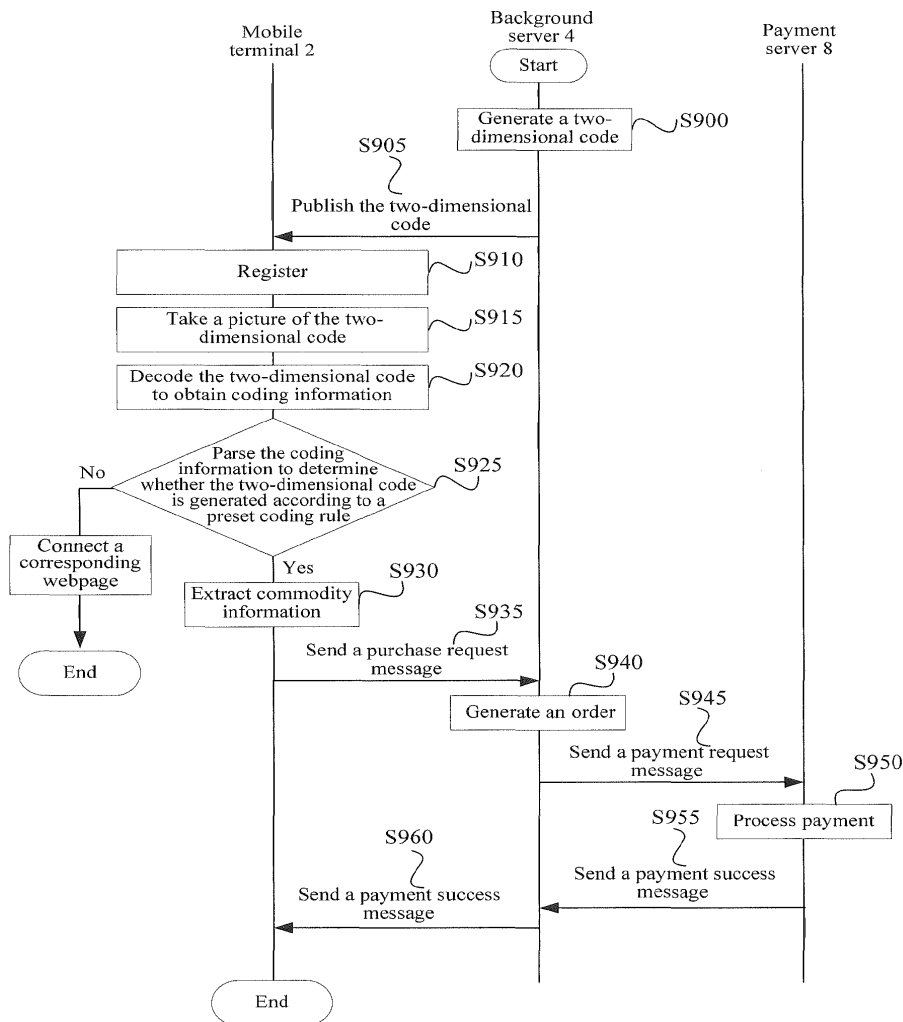 Mobile
terminal 2
Background
server 4
Payment
server 8
Start
Generate a two-
dimensional code
S900
S905
Publish the two-dimensional
code
Register
S910
Take a picture of the two-
dimensional code
S915
Decode the two-dimensional code
to obtain coding information
S920
Parse the coding
information to determine
whether the two-dimensional code
is generated according to a
preset coding rule
S925
No
Connect a
corresponding
webpage
End
Yes
Extract commodity
information
S930
S935
Send a purchase request
message
S940
Generate an order
S945
Send a payment request
message
S950
Process payment
S955
Send a payment success
message
S960
Send a payment success
message
End